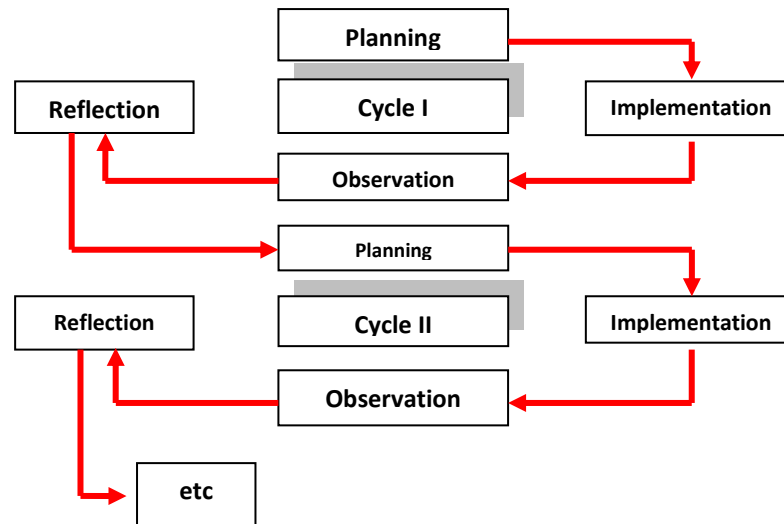 Planning
Reflection
Cycle I
Implementation
Observation
Planning
Reflection
Cycle II
Implementation
Observation
etc